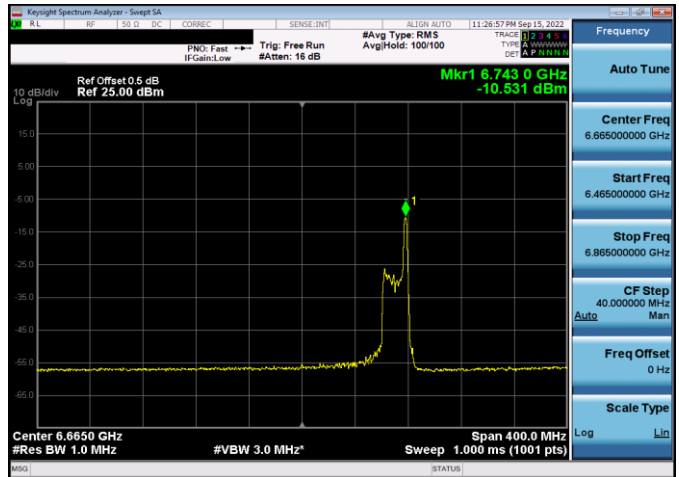 Keysight Spectrum Analyzer - Swept SA
RL RF 50 Ω DC CORREC SENSE:INT ALIGN AUTO 11:26:57 PM Sep 15, 2022
PNO: Fast
IFGain:Low
Trig: Free Run
#Atten: 16 dB
#Avg Type: RMS
Avg|Hold: 100/100
TRACE 1 2 3 4 5 6
TYPE A WWWWW
DET A P N N N N
Ref Offset 0.5 dB
10 dB/div Ref 25.00 dBm
Log
Mkr1 6.743 0 GHz
-10.531 dBm
15.0
5.00
-5.00
-15.0
-25.0
-35.0
-45.0
-55.0
-65.0
1
Center 6.6650 GHz Span 400.0 MHz
#Res BW 1.0 MHz #VBW 3.0 MHz* Sweep 1.000 ms (1001 pts)
MSG STATUS
Frequency
Auto Tune
Center Freq
6.665000000 GHz
Start Freq
6.465000000 GHz
Stop Freq
6.865000000 GHz
CF Step
40.000000 MHz
Auto Man
Freq Offset
0 Hz
Scale Type
Log Lin